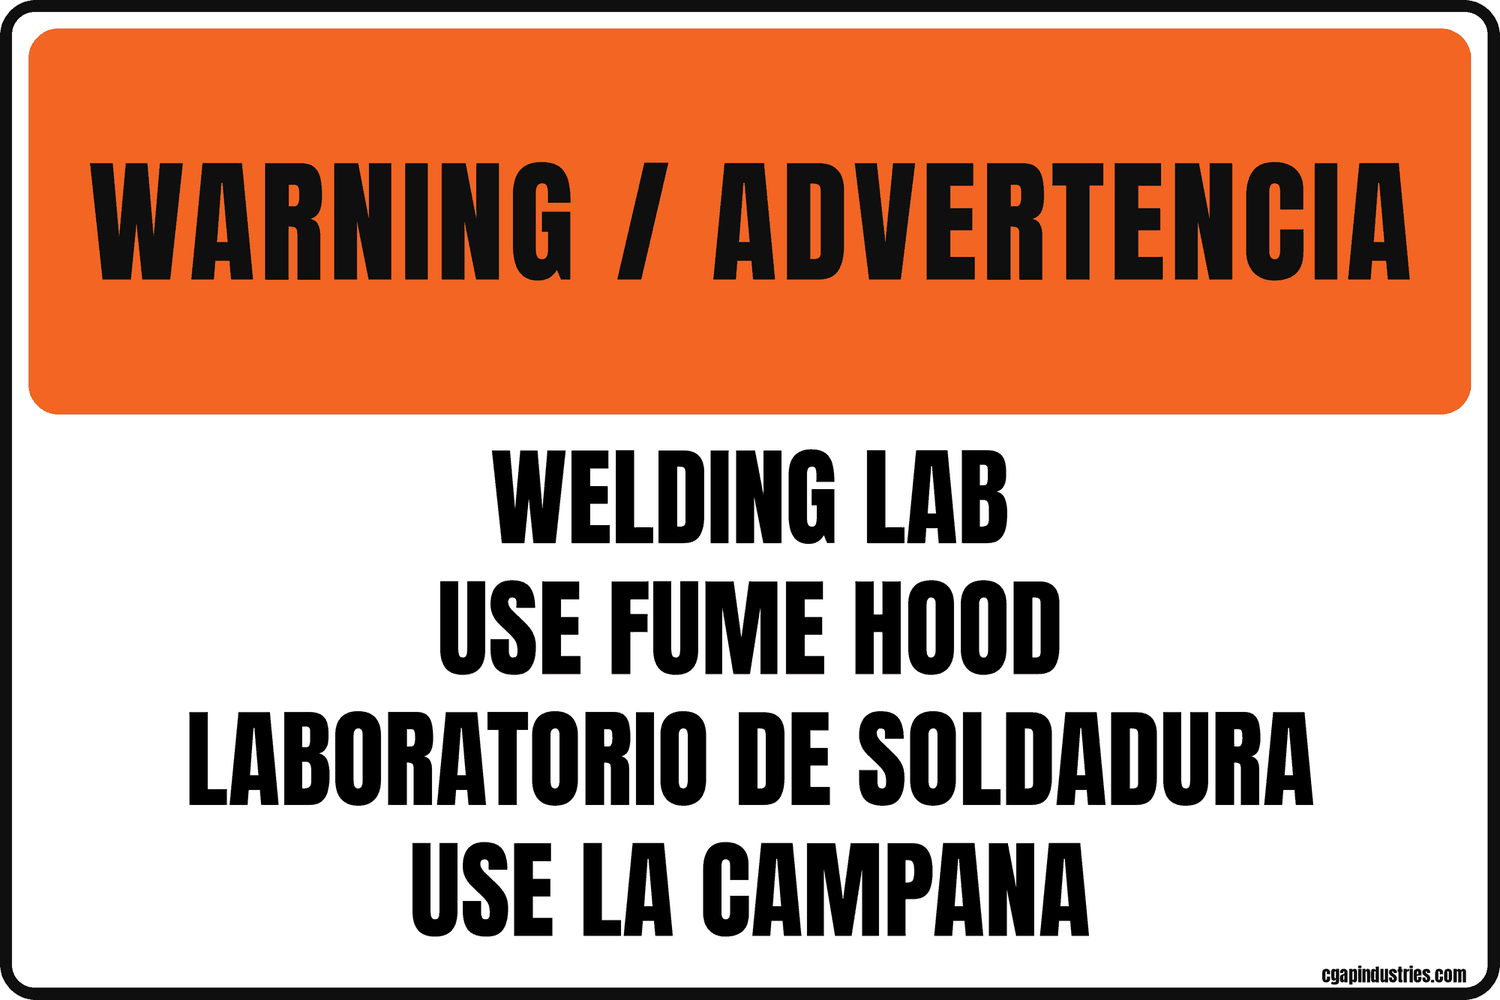 WARNING / ADVERTENCIA
WELDING LAB
USE FUME HOOD
LABORATORIO DE SOLDADURA
USE LA CAMPANA
cgapindustries.com